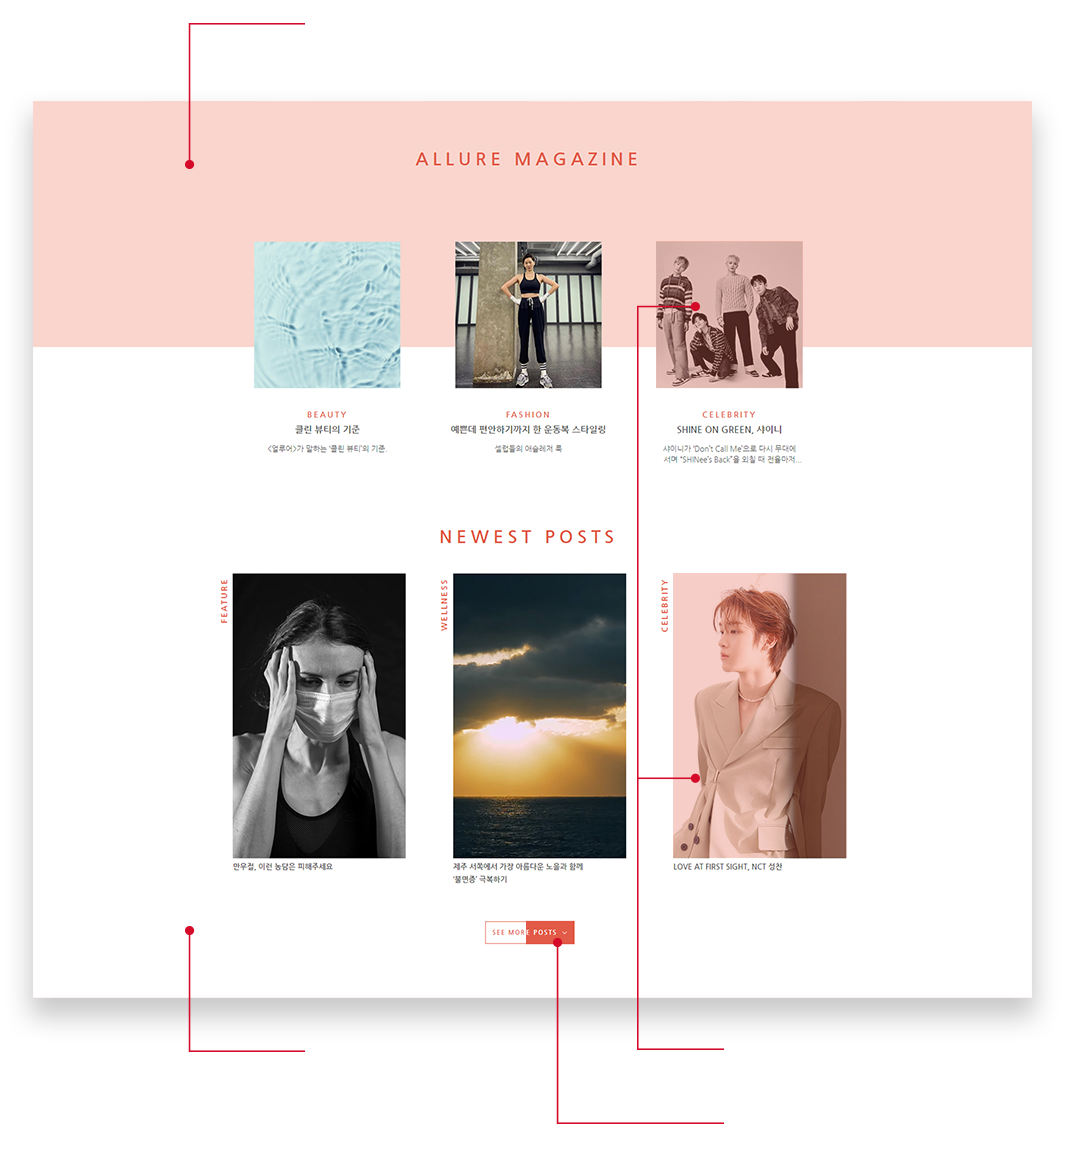 ALLURE MAGAZINE
BEAUTY
클린 뷰티의 기준
<얼루어>가 말하는 '클린 뷰티'의 기준.
FASHION
예쁜데 편안하기까지 한 운동복 스타일링
셀럽들의 애슬레저 룩
CELEBRITY
SHINE ON GREEN, 샤이니
샤이니가 'Don't Call Me'으로 다시 무대에
서며 "SHINee's Back"을 외칠 때 전율마저...
NEWEST POSTS
FEATURE
만우절, 이런 농담은 피해주세요
WELLNESS
제주 서쪽에서 가장 아름다운 노을과 함께
'불면증' 극복하기
CELEBRITY
LOVE AT FIRST SIGHT, NCT 성찬
SEE MORE POSTS